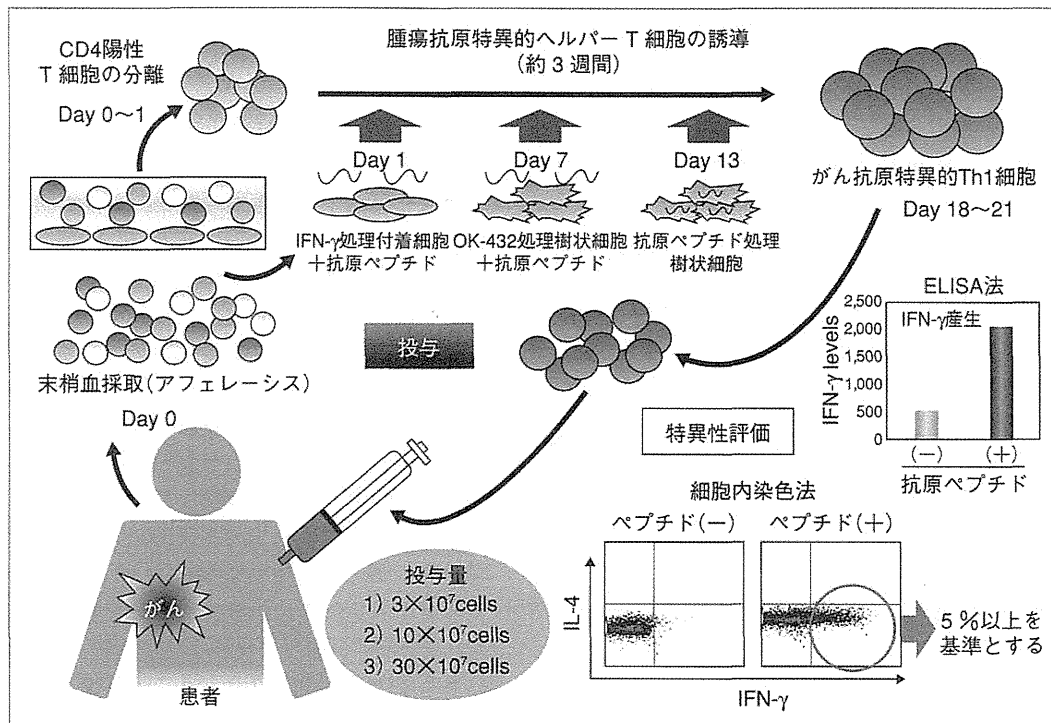 CD4陽性
T 細胞の分離
Day 0〜1
腫瘍抗原特異的ヘルパー T 細胞の誘導
(約 3 週間)
Day 1
Day 7
Day 13
IFN-γ処理付着細胞
＋抗原ペプチド
OK-432処理樹状細胞
＋抗原ペプチド
抗原ペプチド処理
樹状細胞
がん抗原特異的Th1細胞
Day 18〜21
末梢血採取(アフェレーシス)
Day 0
投与
特異性評価
ELISA法
IFN-γ産生
IFN-γ levels
2,500
2,000
1,500
1,000
500
0
(−) (＋)
抗原ペプチド
細胞内染色法
ペプチド(−) ペプチド(＋)
IL-4
IFN-γ
5 %以上を
基準とする
がん
患者
投与量
1) 3×10⁷cells
2) 10×10⁷cells
3) 30×10⁷cells